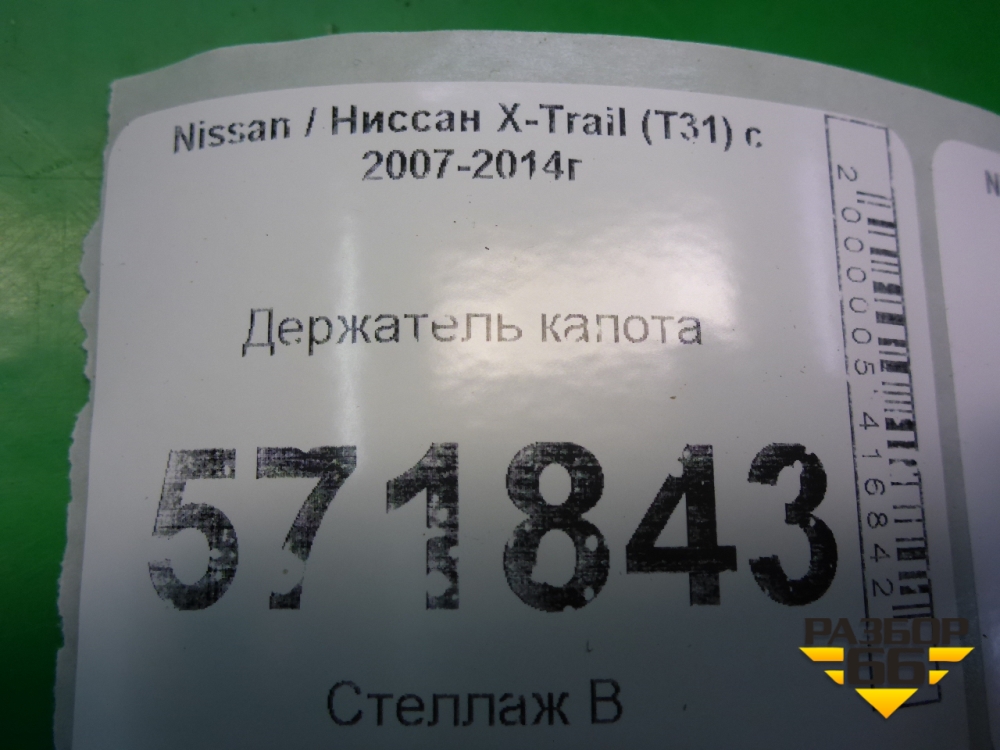 Nissan / Ниссан X-Trail (T31) с
2007-2014г
Держатель капота
571843
Стеллаж В
2000005416842
РАЗБОР
66
N